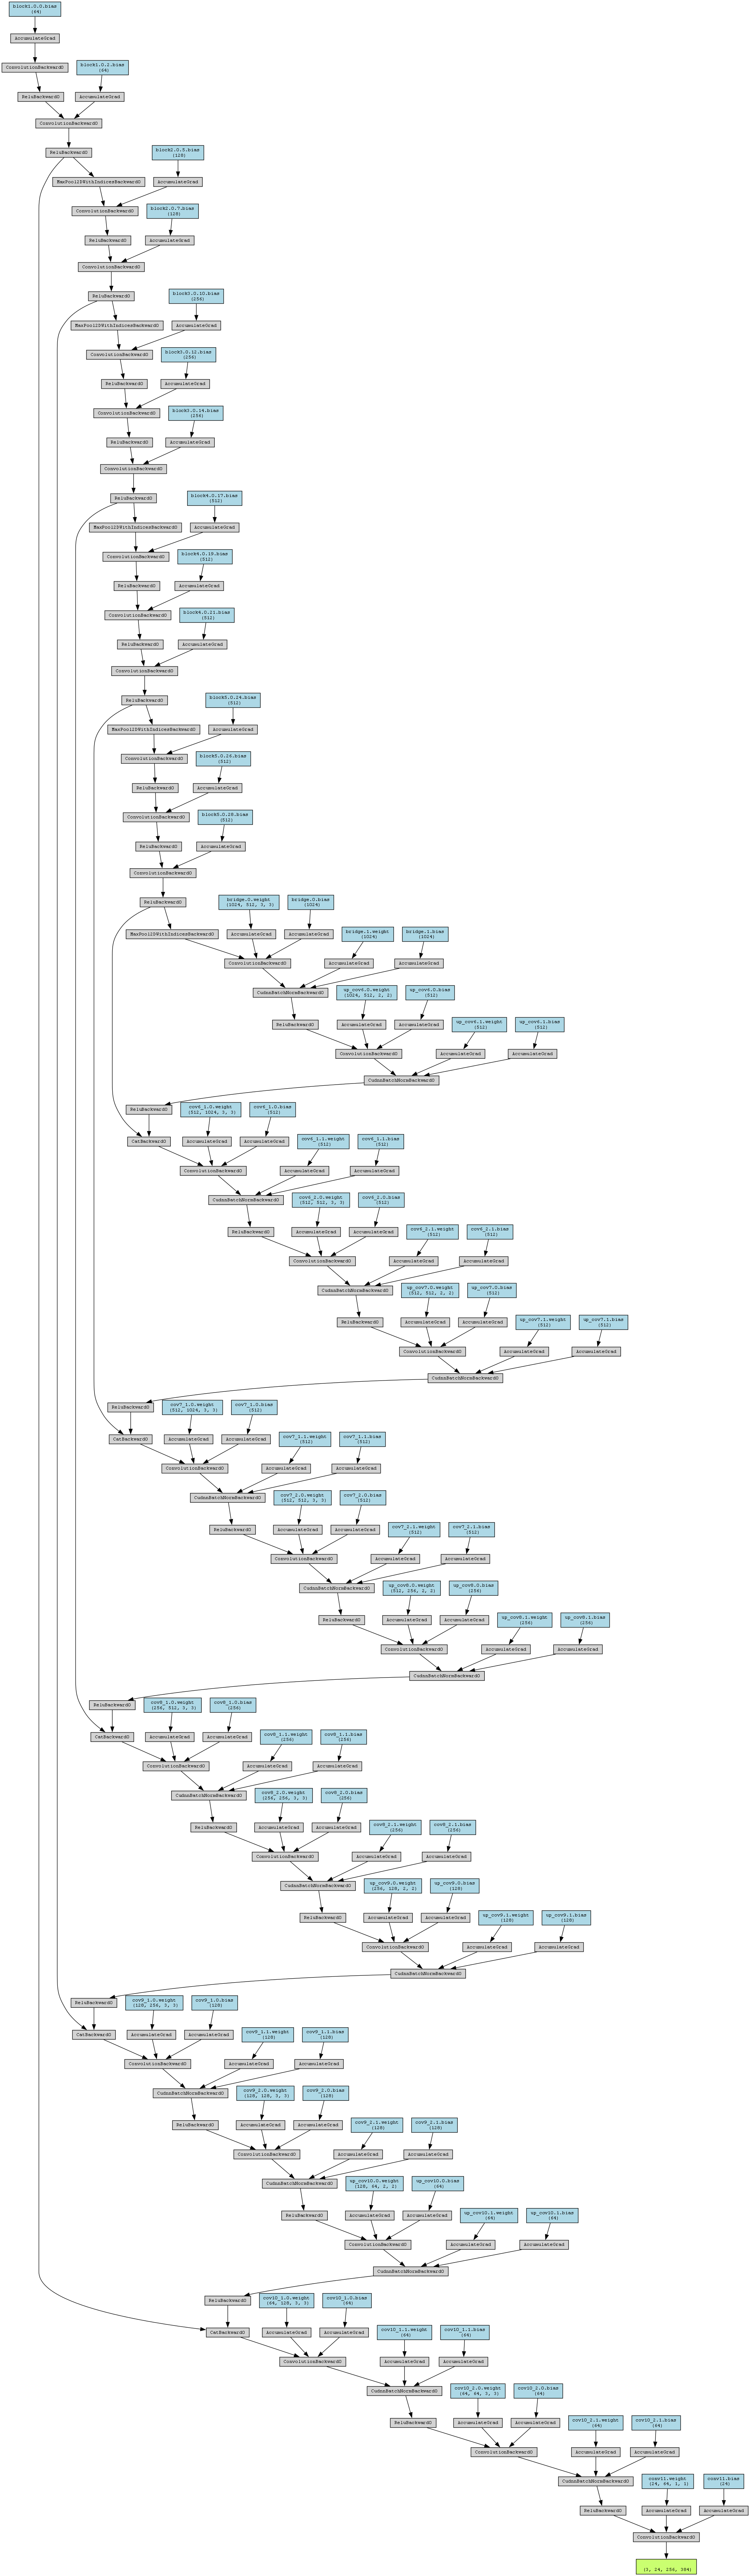 block1.0.0.bias
(64)
AccumulateGrad
ConvolutionBackward0
block1.0.2.bias
(64)
ReluBackward0
AccumulateGrad
ConvolutionBackward0
ReluBackward0
block2.0.5.bias
(128)
MaxPool2DWithIndicesBackward0
AccumulateGrad
ConvolutionBackward0
block2.0.7.bias
(128)
ReluBackward0
AccumulateGrad
ConvolutionBackward0
ReluBackward0
block3.0.10.bias
(256)
MaxPool2DWithIndicesBackward0
AccumulateGrad
ConvolutionBackward0
block3.0.12.bias
(256)
ReluBackward0
AccumulateGrad
ConvolutionBackward0
block3.0.14.bias
(256)
ReluBackward0
AccumulateGrad
ConvolutionBackward0
ReluBackward0
block4.0.17.bias
(512)
MaxPool2DWithIndicesBackward0
AccumulateGrad
ConvolutionBackward0
block4.0.19.bias
(512)
ReluBackward0
AccumulateGrad
ConvolutionBackward0
block4.0.21.bias
(512)
ReluBackward0
AccumulateGrad
ConvolutionBackward0
ReluBackward0
block5.0.24.bias
(512)
MaxPool2DWithIndicesBackward0
AccumulateGrad
ConvolutionBackward0
block5.0.26.bias
(512)
ReluBackward0
AccumulateGrad
ConvolutionBackward0
block5.0.28.bias
(512)
ReluBackward0
AccumulateGrad
ConvolutionBackward0
ReluBackward0
bridge.0.weight
(1024, 512, 3, 3)
bridge.0.bias
(1024)
MaxPool2DWithIndicesBackward0
AccumulateGrad
AccumulateGrad
bridge.1.weight
(1024)
bridge.1.bias
(1024)
ConvolutionBackward0
AccumulateGrad
AccumulateGrad
CudnnBatchNormBackward0
up_cov6.0.weight
(1024, 512, 2, 2)
up_cov6.0.bias
(512)
ReluBackward0
AccumulateGrad
AccumulateGrad
up_cov6.1.weight
(512)
up_cov6.1.bias
(512)
ConvolutionBackward0
AccumulateGrad
AccumulateGrad
CudnnBatchNormBackward0
ReluBackward0
cov6_1.0.weight
(512, 1024, 3, 3)
cov6_1.0.bias
(512)
CatBackward0
AccumulateGrad
AccumulateGrad
cov6_1.1.weight
(512)
cov6_1.1.bias
(512)
ConvolutionBackward0
AccumulateGrad
AccumulateGrad
CudnnBatchNormBackward0
cov6_2.0.weight
(512, 512, 3, 3)
cov6_2.0.bias
(512)
ReluBackward0
AccumulateGrad
AccumulateGrad
cov6_2.1.weight
(512)
cov6_2.1.bias
(512)
ConvolutionBackward0
AccumulateGrad
AccumulateGrad
CudnnBatchNormBackward0
up_cov7.0.weight
(512, 512, 2, 2)
up_cov7.0.bias
(512)
ReluBackward0
AccumulateGrad
AccumulateGrad
up_cov7.1.weight
(512)
up_cov7.1.bias
(512)
ConvolutionBackward0
AccumulateGrad
AccumulateGrad
CudnnBatchNormBackward0
ReluBackward0
cov7_1.0.weight
(512, 1024, 3, 3)
cov7_1.0.bias
(512)
CatBackward0
AccumulateGrad
AccumulateGrad
cov7_1.1.weight
(512)
cov7_1.1.bias
(512)
ConvolutionBackward0
AccumulateGrad
AccumulateGrad
CudnnBatchNormBackward0
cov7_2.0.weight
(512, 512, 3, 3)
cov7_2.0.bias
(512)
ReluBackward0
AccumulateGrad
AccumulateGrad
cov7_2.1.weight
(512)
cov7_2.1.bias
(512)
ConvolutionBackward0
AccumulateGrad
AccumulateGrad
CudnnBatchNormBackward0
up_cov8.0.weight
(512, 256, 2, 2)
up_cov8.0.bias
(256)
ReluBackward0
AccumulateGrad
AccumulateGrad
up_cov8.1.weight
(256)
up_cov8.1.bias
(256)
ConvolutionBackward0
AccumulateGrad
AccumulateGrad
CudnnBatchNormBackward0
ReluBackward0
cov8_1.0.weight
(256, 512, 3, 3)
cov8_1.0.bias
(256)
CatBackward0
AccumulateGrad
AccumulateGrad
cov8_1.1.weight
(256)
cov8_1.1.bias
(256)
ConvolutionBackward0
AccumulateGrad
AccumulateGrad
CudnnBatchNormBackward0
cov8_2.0.weight
(256, 256, 3, 3)
cov8_2.0.bias
(256)
ReluBackward0
AccumulateGrad
AccumulateGrad
cov8_2.1.weight
(256)
cov8_2.1.bias
(256)
ConvolutionBackward0
AccumulateGrad
AccumulateGrad
CudnnBatchNormBackward0
up_cov9.0.weight
(256, 128, 2, 2)
up_cov9.0.bias
(128)
ReluBackward0
AccumulateGrad
AccumulateGrad
up_cov9.1.weight
(128)
up_cov9.1.bias
(128)
ConvolutionBackward0
AccumulateGrad
AccumulateGrad
CudnnBatchNormBackward0
ReluBackward0
cov9_1.0.weight
(128, 256, 3, 3)
cov9_1.0.bias
(128)
CatBackward0
AccumulateGrad
AccumulateGrad
cov9_1.1.weight
(128)
cov9_1.1.bias
(128)
ConvolutionBackward0
AccumulateGrad
AccumulateGrad
CudnnBatchNormBackward0
cov9_2.0.weight
(128, 128, 3, 3)
cov9_2.0.bias
(128)
ReluBackward0
AccumulateGrad
AccumulateGrad
cov9_2.1.weight
(128)
cov9_2.1.bias
(128)
ConvolutionBackward0
AccumulateGrad
AccumulateGrad
CudnnBatchNormBackward0
up_cov10.0.weight
(128, 64, 2, 2)
up_cov10.0.bias
(64)
ReluBackward0
AccumulateGrad
AccumulateGrad
up_cov10.1.weight
(64)
up_cov10.1.bias
(64)
ConvolutionBackward0
AccumulateGrad
AccumulateGrad
CudnnBatchNormBackward0
ReluBackward0
cov10_1.0.weight
(64, 128, 3, 3)
cov10_1.0.bias
(64)
CatBackward0
AccumulateGrad
AccumulateGrad
cov10_1.1.weight
(64)
cov10_1.1.bias
(64)
ConvolutionBackward0
AccumulateGrad
AccumulateGrad
CudnnBatchNormBackward0
cov10_2.0.weight
(64, 64, 3, 3)
cov10_2.0.bias
(64)
ReluBackward0
AccumulateGrad
AccumulateGrad
cov10_2.1.weight
(64)
cov10_2.1.bias
(64)
ConvolutionBackward0
AccumulateGrad
AccumulateGrad
CudnnBatchNormBackward0
conv11.weight
(24, 64, 1, 1)
conv11.bias
(24)
ReluBackward0
AccumulateGrad
AccumulateGrad
ConvolutionBackward0
(3, 24, 256, 384)